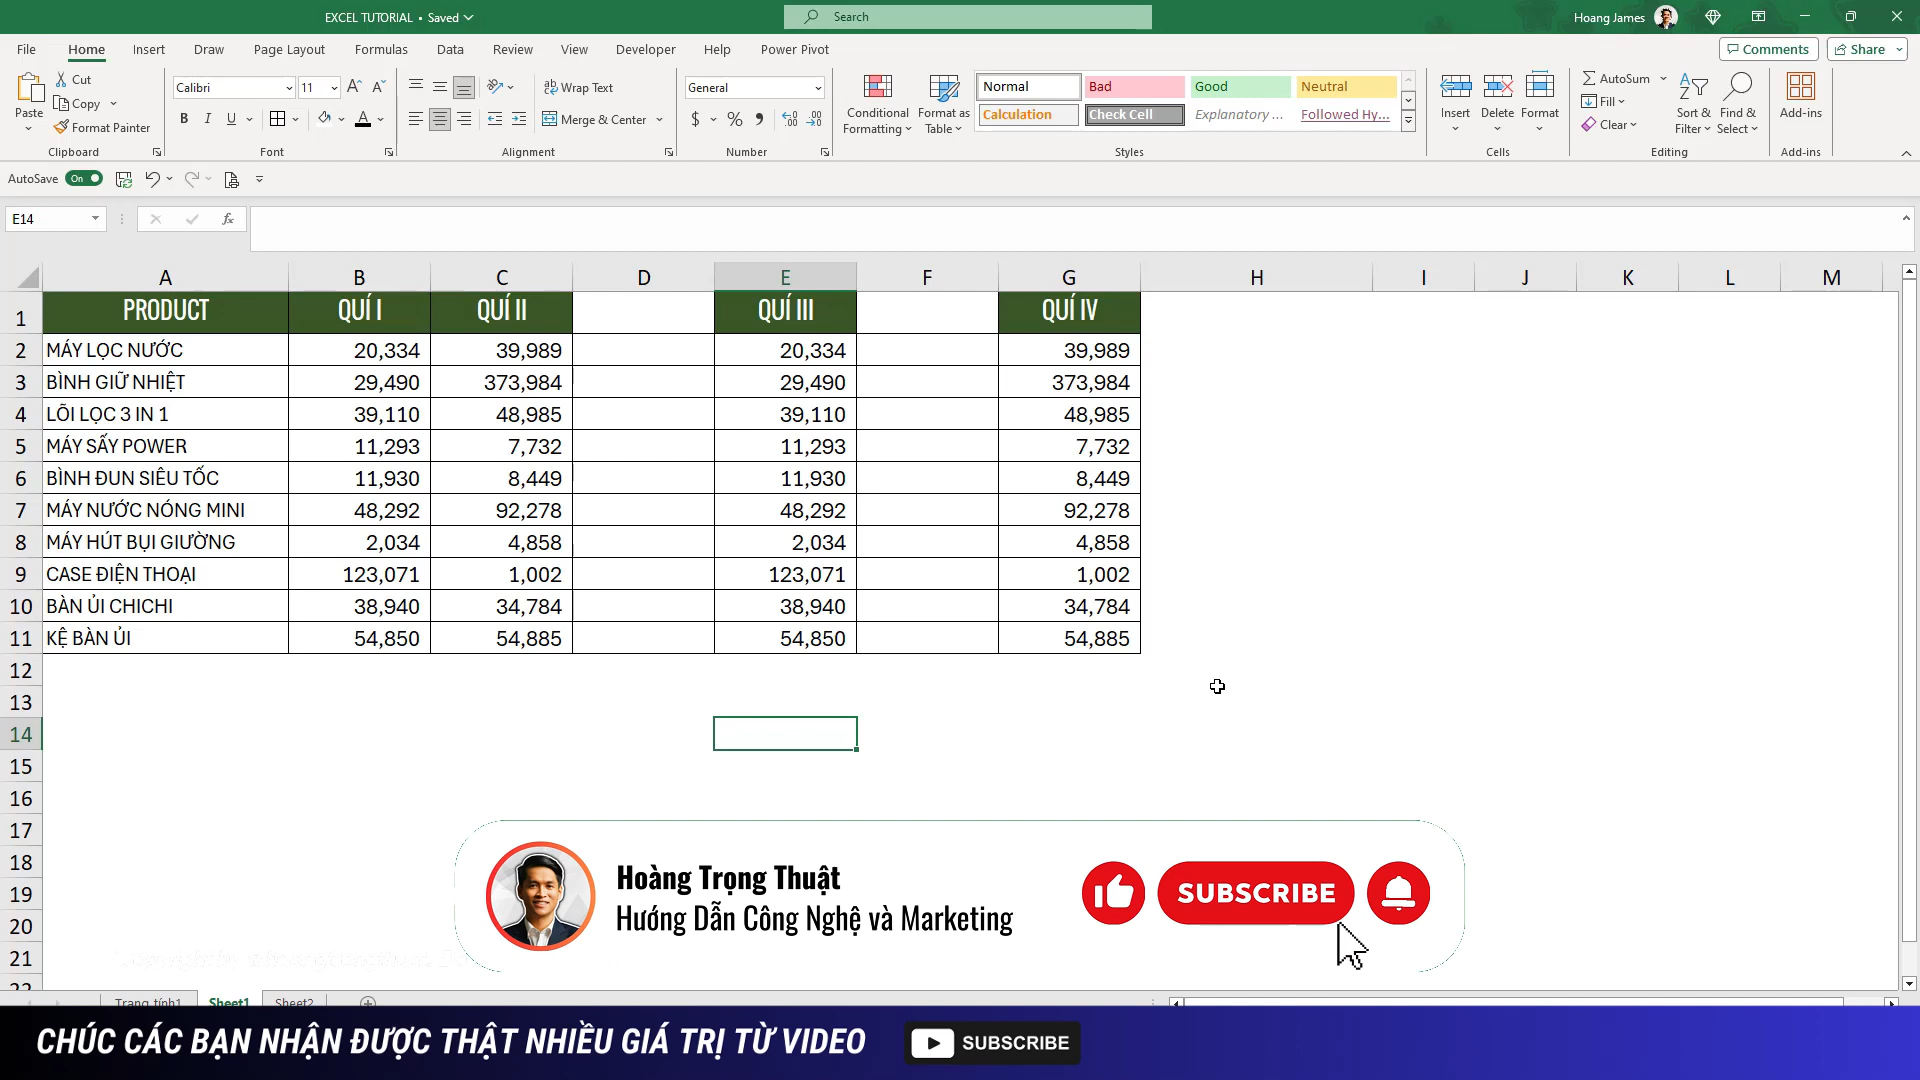 EXCEL TUTORIAL • Saved
Search
Hoang James
File Home Insert Draw Page Layout Formulas Data Review View Developer Help Power Pivot
Comments
Share
Paste
Cut
Copy
Format Painter
Clipboard
Calibri 11
B I U
Font
Wrap Text
Merge & Center
Alignment
General
$ % 9
Number
Conditional Formatting
Format as Table
Normal Bad Good Neutral
Calculation Check Cell Explanatory ... Followed Hy...
Styles
Insert Delete Format
Cells
AutoSum
Fill
Clear
Sort & Filter
Find & Select
Editing
Add-ins
Add-ins
AutoSave On
E14
fx
A B C D E F G H I J K L M
1 PRODUCT QUÍ I QUÍ II QUÍ III QUÍ IV
2 MÁY LỌC NƯỚC 20,334 39,989 20,334 39,989
3 BÌNH GIỮ NHIỆT 29,490 373,984 29,490 373,984
4 LÕI LỌC 3 IN 1 39,110 48,985 39,110 48,985
5 MÁY SẤY POWER 11,293 7,732 11,293 7,732
6 BÌNH ĐUN SIÊU TỐC 11,930 8,449 11,930 8,449
7 MÁY NƯỚC NÓNG MINI 48,292 92,278 48,292 92,278
8 MÁY HÚT BỤI GIƯỜNG 2,034 4,858 2,034 4,858
9 CASE ĐIỆN THOẠI 123,071 1,002 123,071 1,002
10 BÀN ỦI CHICHI 38,940 34,784 38,940 34,784
11 KỆ BÀN ỦI 54,850 54,885 54,850 54,885
12
13
14
15
16
17
18
19
20
21
22
Hoàng Trọng Thuật
Hướng Dẫn Công Nghệ và Marketing
SUBSCRIBE
Trang tính1 Sheet1 Sheet2
CHÚC CÁC BẠN NHẬN ĐƯỢC THẬT NHIỀU GIÁ TRỊ TỪ VIDEO
SUBSCRIBE